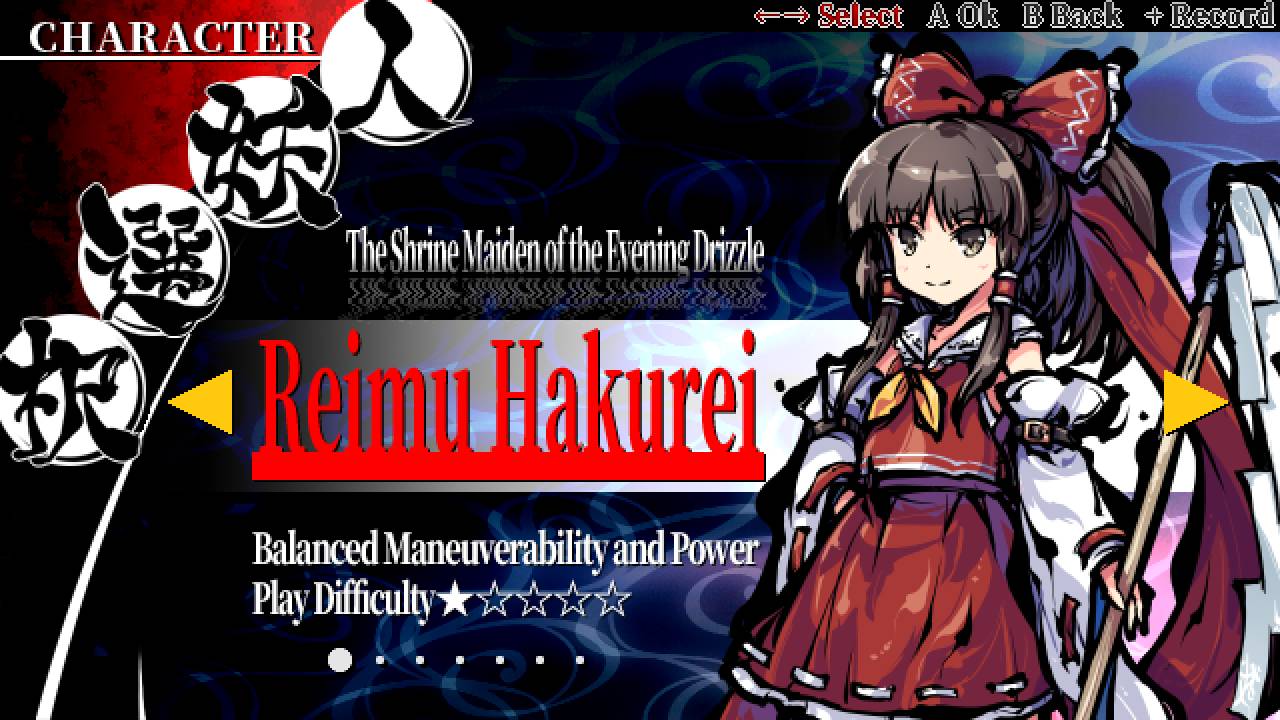 CHARACTER
←→ Select A Ok B Back + Record
人
妖
選
択
The Shrine Maiden of the Evening Drizzle
Reimu Hakurei
Balanced Maneuverability and Power
Play Difficulty★☆☆☆☆